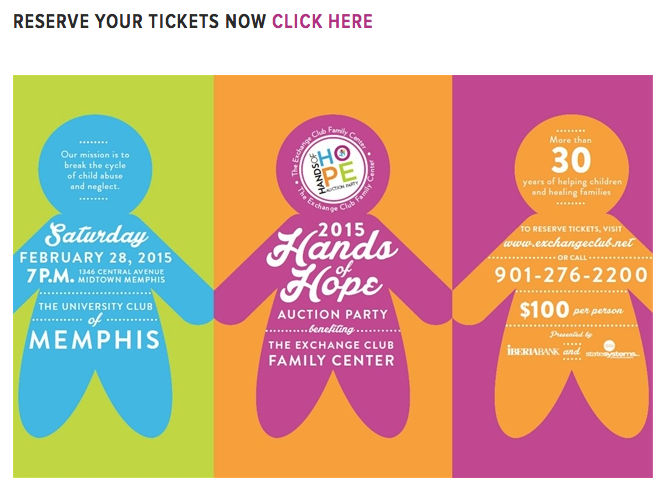 RESERVE YOUR TICKETS NOW CLICK HERE
Our mission is to
break the cycle
of child abuse
and neglect.
Saturday
FEBRUARY 28, 2015
7P.M. 1346 CENTRAL AVENUE
MIDTOWN MEMPHIS
THE UNIVERSITY CLUB
of
MEMPHIS
The Exchange Club Family Center
HANDS OF
HOPE
AUCTION PARTY
The Exchange Club Family Center
2015
Hands
of
Hope
AUCTION PARTY
benefiting
THE EXCHANGE CLUB
FAMILY CENTER
More than
30
years of helping children
and healing families
TO RESERVE TICKETS, VISIT
www.exchangeclub.net
OR CALL
901-276-2200
$100 per person
Presented by
IBERIABANK and statesystems